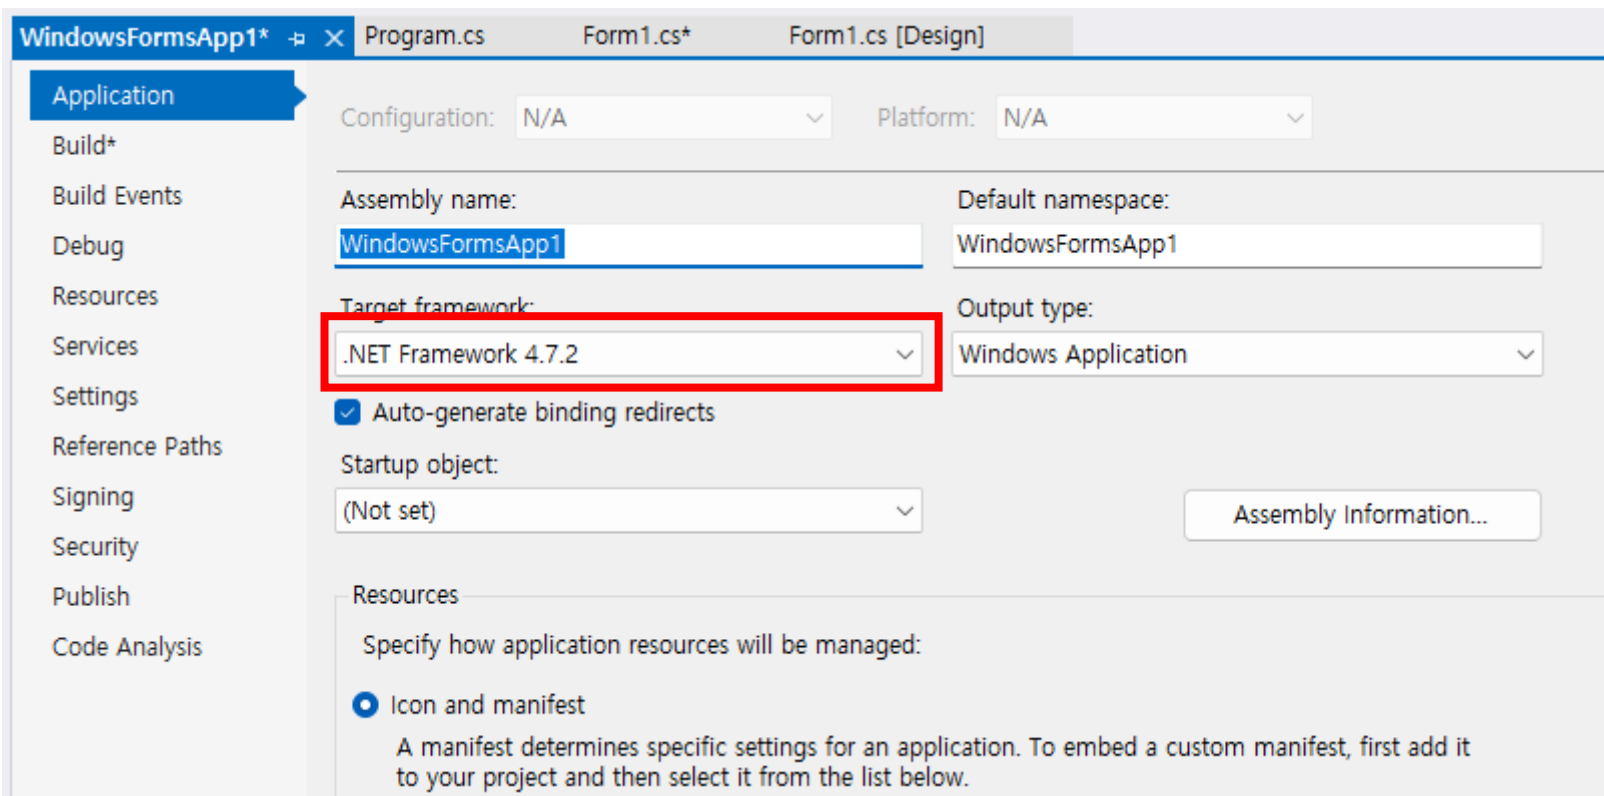 WindowsFormsApp1* Program.cs Form1.cs* Form1.cs [Design]
Application
Build*
Build Events
Debug
Resources
Services
Settings
Reference Paths
Signing
Security
Publish
Code Analysis
Configuration: N/A Platform: N/A
Assembly name: Default namespace:
WindowsFormsApp1 WindowsFormsApp1
Target framework: Output type:
.NET Framework 4.7.2 Windows Application
Auto-generate binding redirects
Startup object:
(Not set) Assembly Information...
Resources
Specify how application resources will be managed:
Icon and manifest
A manifest determines specific settings for an application. To embed a custom manifest, first add it
to your project and then select it from the list below.